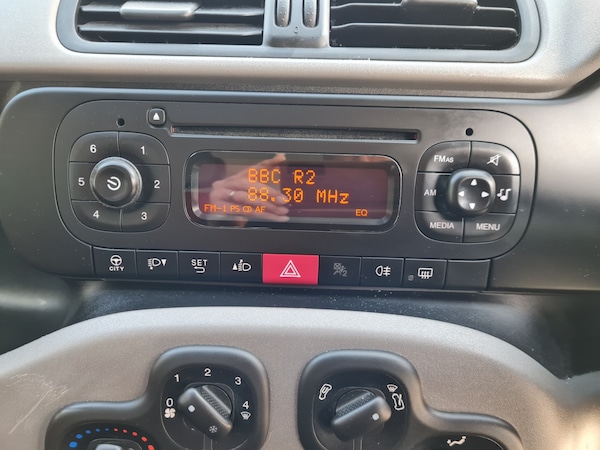 BBC R2
88.30 MHz
FM-1 PS CD AF EQ
6 1
5 2
4 3
FMAS
AM
MEDIA MENU
CITY
SET
0 1 2 3 4